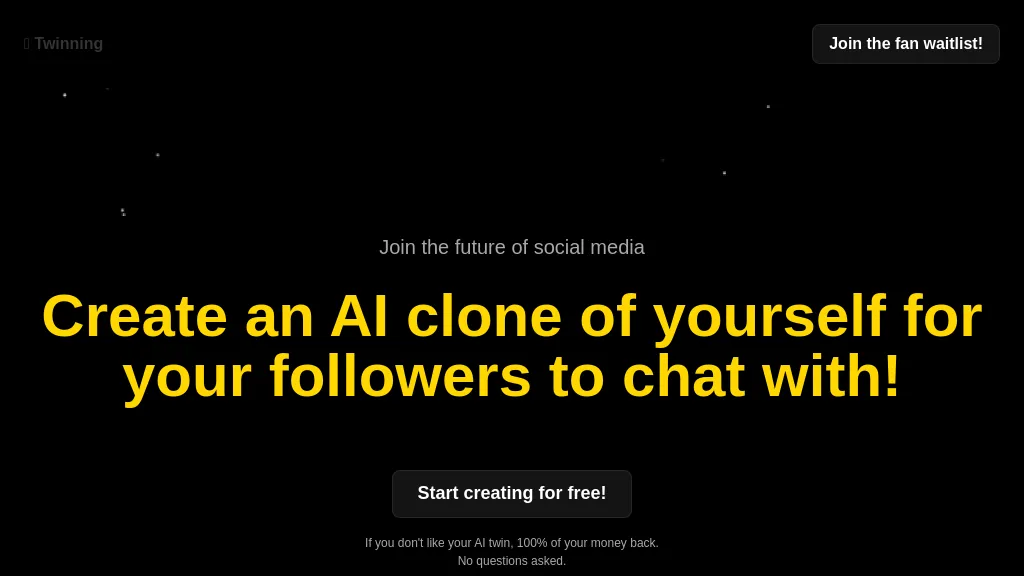 Twinning
Join the fan waitlist!
Join the future of social media
Create an AI clone of yourself for
your followers to chat with!
Start creating for free!
If you don't like your AI twin, 100% of your money back.
No questions asked.